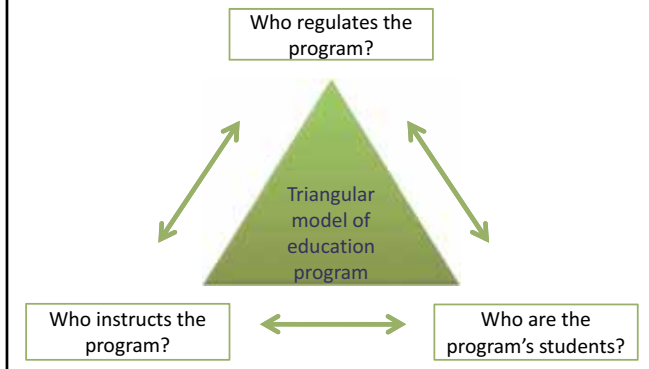 Who regulates the
program?
Triangular
model of
education
program
Who instructs the
program?
Who are the
program's students?